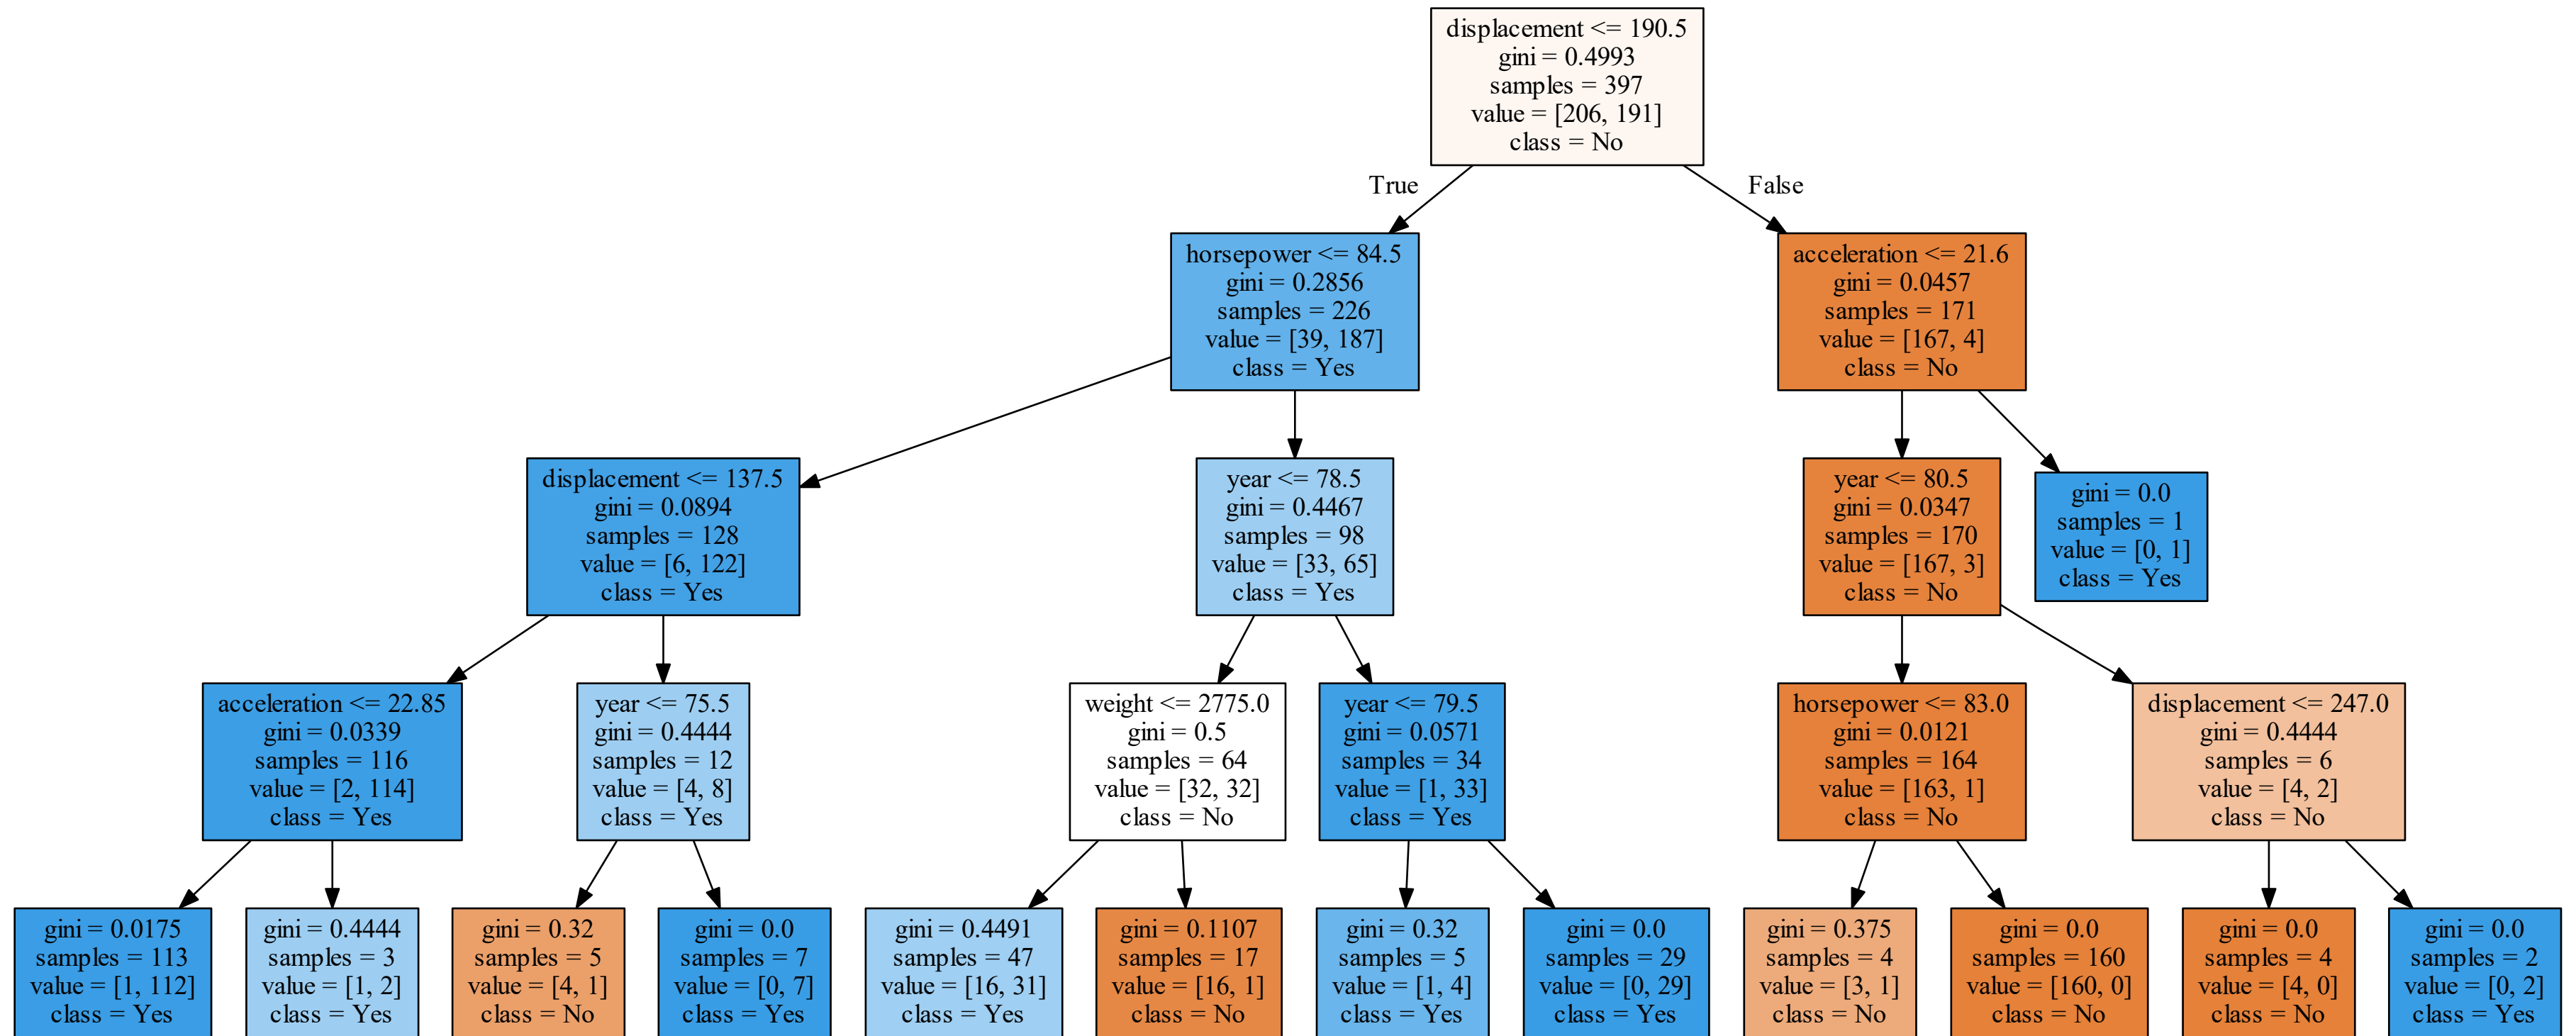 displacement <= 190.5
gini = 0.4993
samples = 397
value = [206, 191]
class = No
True
False
horsepower <= 84.5
gini = 0.2856
samples = 226
value = [39, 187]
class = Yes
acceleration <= 21.6
gini = 0.0457
samples = 171
value = [167, 4]
class = No
displacement <= 137.5
gini = 0.0894
samples = 128
value = [6, 122]
class = Yes
year <= 78.5
gini = 0.4467
samples = 98
value = [33, 65]
class = Yes
year <= 80.5
gini = 0.0347
samples = 170
value = [167, 3]
class = No
gini = 0.0
samples = 1
value = [0, 1]
class = Yes
acceleration <= 22.85
gini = 0.0339
samples = 116
value = [2, 114]
class = Yes
year <= 75.5
gini = 0.4444
samples = 12
value = [4, 8]
class = Yes
weight <= 2775.0
gini = 0.5
samples = 64
value = [32, 32]
class = No
year <= 79.5
gini = 0.0571
samples = 34
value = [1, 33]
class = Yes
horsepower <= 83.0
gini = 0.0121
samples = 164
value = [163, 1]
class = No
displacement <= 247.0
gini = 0.4444
samples = 6
value = [4, 2]
class = No
gini = 0.0175
samples = 113
value = [1, 112]
class = Yes
gini = 0.4444
samples = 3
value = [1, 2]
class = Yes
gini = 0.32
samples = 5
value = [4, 1]
class = No
gini = 0.0
samples = 7
value = [0, 7]
class = Yes
gini = 0.4491
samples = 47
value = [16, 31]
class = Yes
gini = 0.1107
samples = 17
value = [16, 1]
class = No
gini = 0.32
samples = 5
value = [1, 4]
class = Yes
gini = 0.0
samples = 29
value = [0, 29]
class = Yes
gini = 0.375
samples = 4
value = [3, 1]
class = No
gini = 0.0
samples = 160
value = [160, 0]
class = No
gini = 0.0
samples = 4
value = [4, 0]
class = No
gini = 0.0
samples = 2
value = [0, 2]
class = Yes